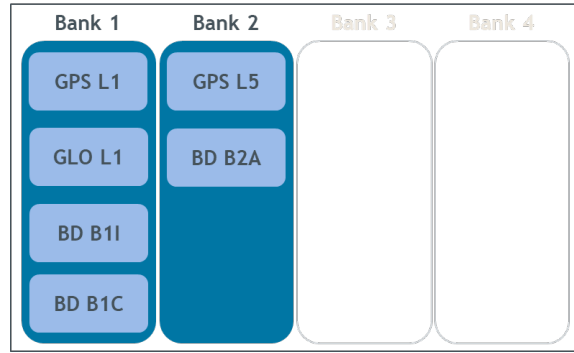 Bank 1 Bank 2 Bank 3 Bank 4
GPS L1 GPS L5
GLO L1 BD B2A
BD B1I
BD B1C